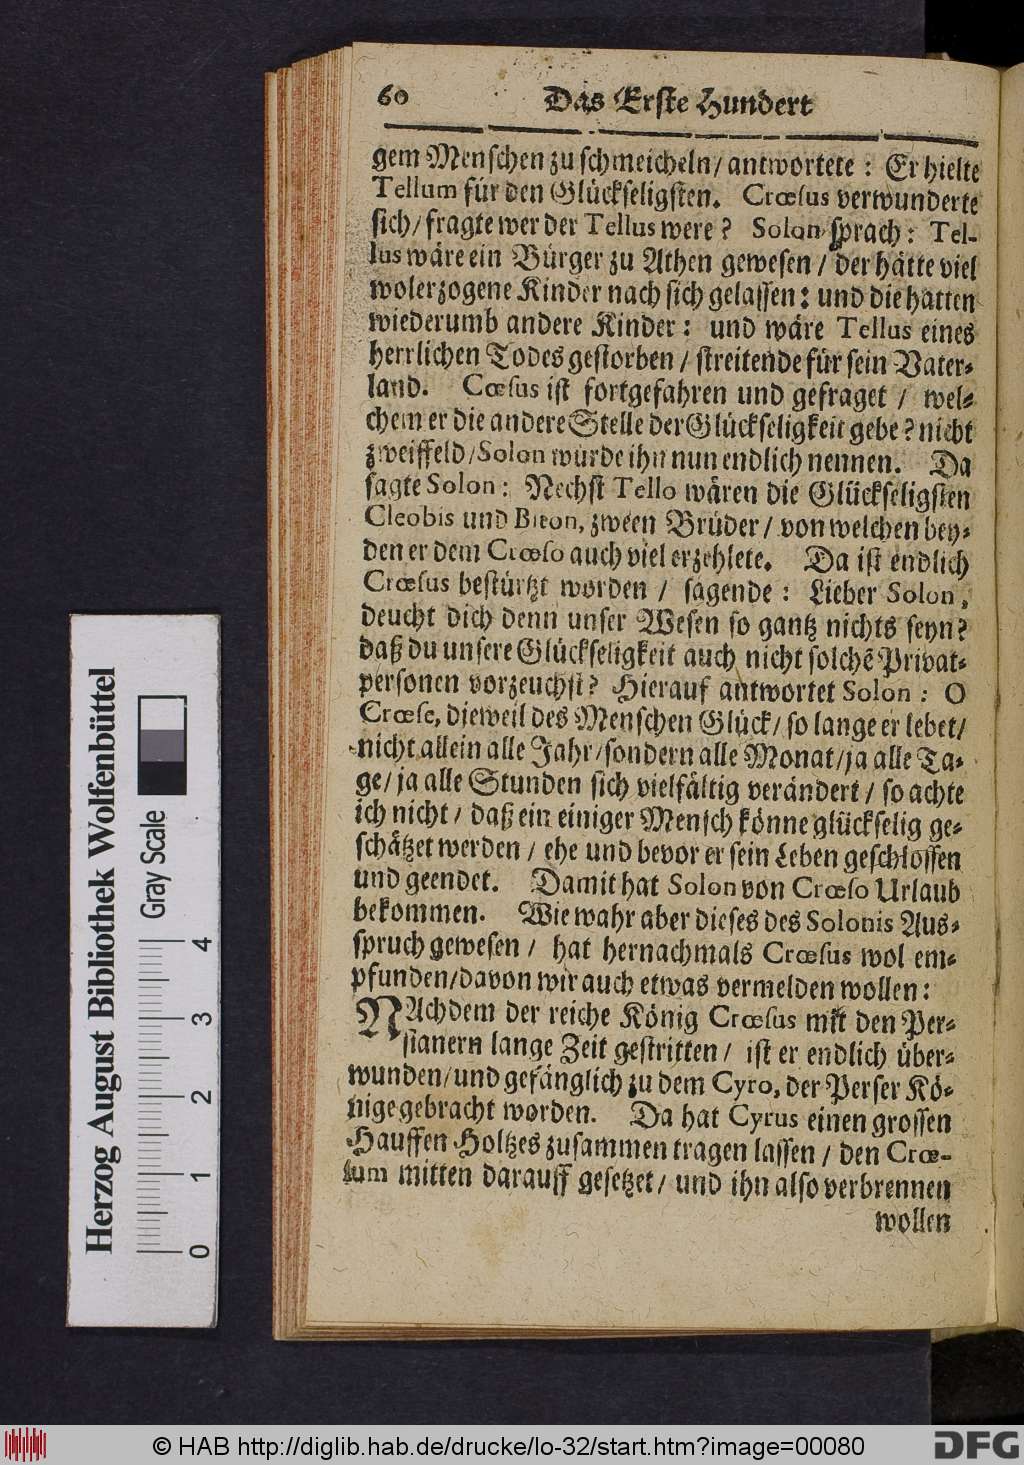 60 Das Erste Hundert
gem Menschen zu schmeicheln/ antwortete: Er hielte
Tellum für den Glückseligsten. Crœsus verwunderte
sich/ fragte wer der Tellus were? Solon sprach: Tel-
lus wäre ein Bürger zu Athen gewesen/ der hätte viel
wolerzogene Kinder nach sich gelassen: und die hatten
wiederumb andere Kinder: und wäre Tellus eines
herrlichen Todes gestorben/ streitende für sein Vater-
land. Cœsus ist fortgefahren und gefraget/ wel-
chem er die andere Stelle der Glückseligkeit gebe? nicht
zweiffeld/ Solon wurde ihn nun endlich nennen. Da
sagte Solon: Nechst Tello wären die Glückseligsten
Cleobis und Biton, zween Brüder/ von welchen bey-
den er dem Crœso auch viel erzehlete. Da ist endlich
Crœsus bestürtzt worden/ sagende: Lieber Solon,
deucht dich denn unser Wesen so gantz nichts seyn?
daß du unsere Glückseligkeit auch nicht solchẽ Privat-
personen vorzeuchst? Hierauf antwortet Solon: O
Crœse, dieweil des Menschen Glück/ so lange er lebet/
nicht allein alle Jahr/ sondern alle Monat/ ja alle Ta-
ge/ ja alle Stunden sich vielfältig verändert/ so achte
ich nicht/ daß ein einiger Mensch könne glückselig ge-
schätzet werden/ ehe und bevor er sein Leben geschlossen
und geendet. Damit hat Solon von Crœso Urlaub
bekommen. Wie wahr aber dieses des Solonis Aus-
spruch gewesen/ hat hernachmals Crœsus wol em-
pfunden/ davon wir auch etwas vermelden wollen:
NAchdem der reiche König Crœsus mit den Per-
sianern lange Zeit gestritten/ ist er endlich über-
wunden/ und gefänglich zu dem Cyro, der Perser Kö-
nige gebracht worden. Da hat Cyrus einen grossen
Hauffen Holtzes zusammen tragen lassen/ den Crœ-
sum mitten darauff gesetzet/ und ihn also verbrennen
wollen
Herzog August Bibliothek Wolfenbüttel
Gray Scale
0 1 2 3 4
© HAB http://diglib.hab.de/drucke/lo-32/start.htm?image=00080
DFG